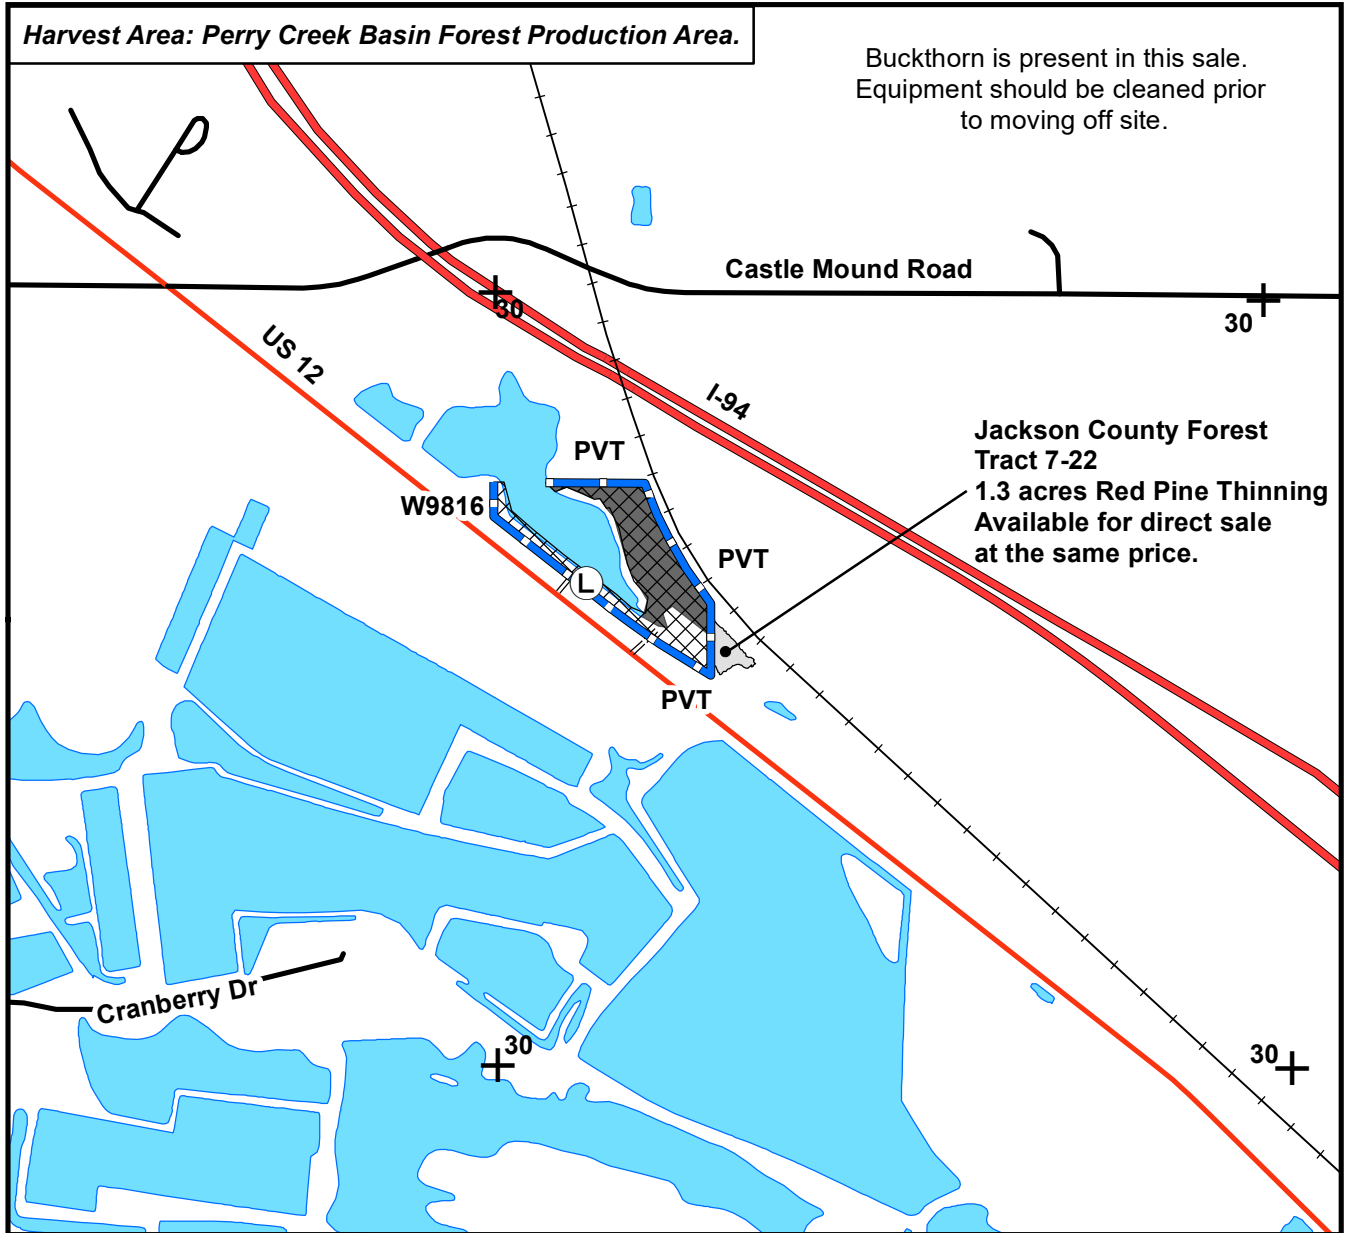 Harvest Area: Perry Creek Basin Forest Production Area.
Buckthorn is present in this sale.
Equipment should be cleaned prior
to moving off site.
Castle Mound Road
30
30
US 12
I-94
Jackson County Forest
Tract 7-22
1.3 acres Red Pine Thinning
Available for direct sale
at the same price.
PVT
W9816
PVT
L
PVT
Cranberry Dr
30
30